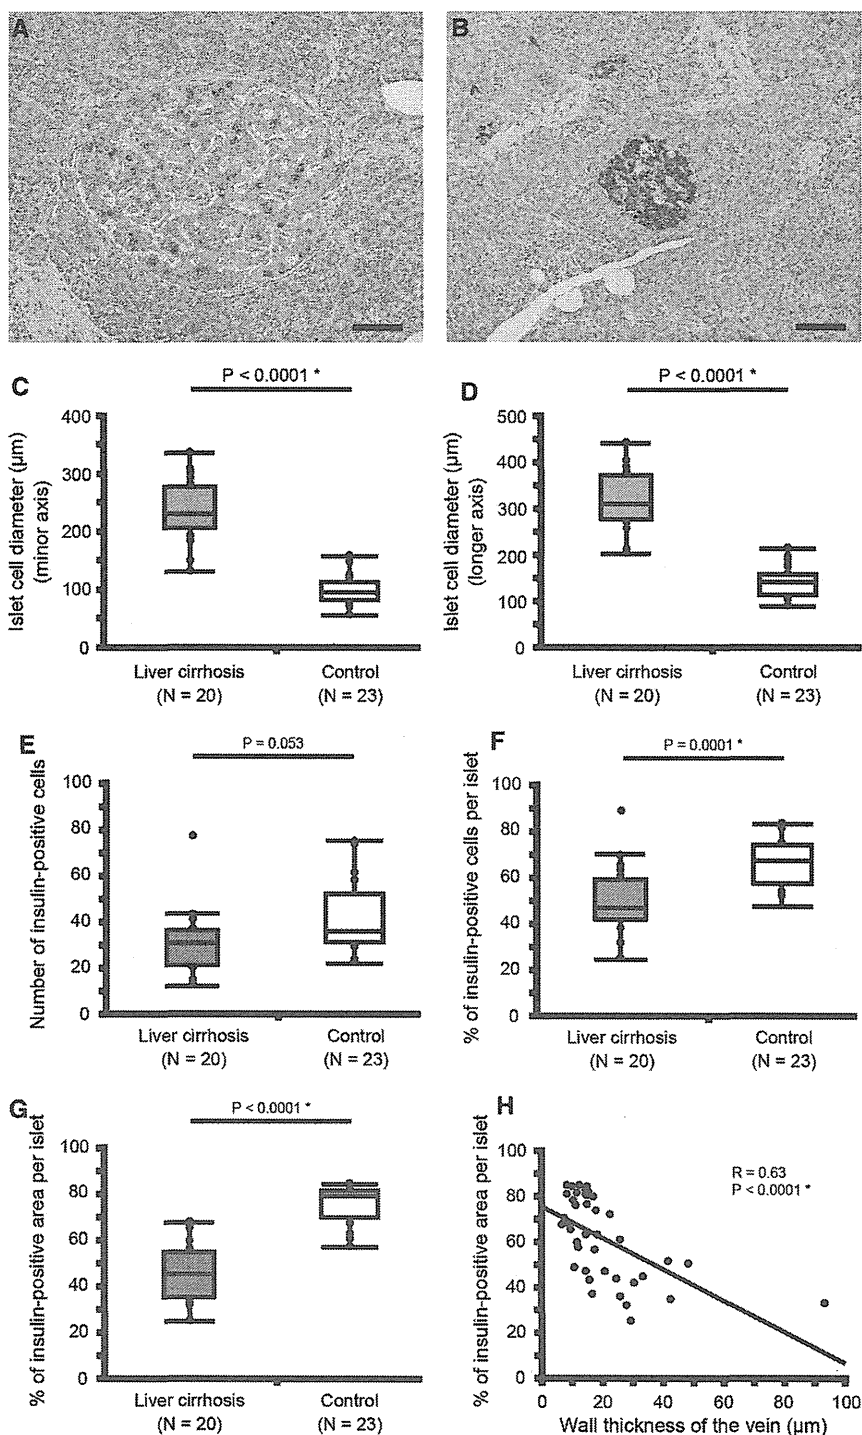 A
B
C
P < 0.0001 *
Islet cell diameter (µm)
(minor axis)
400
300
200
100
0
Liver cirrhosis
(N = 20)
Control
(N = 23)
D
P < 0.0001 *
Islet cell diameter (µm)
(longer axis)
500
400
300
200
100
0
Liver cirrhosis
(N = 20)
Control
(N = 23)
E
P = 0.053
Number of insulin-positive cells
100
80
60
40
20
0
Liver cirrhosis
(N = 20)
Control
(N = 23)
F
P = 0.0001 *
% of insulin-positive cells per islet
100
80
60
40
20
0
Liver cirrhosis
(N = 20)
Control
(N = 23)
G
P < 0.0001 *
% of insulin-positive area per islet
100
80
60
40
20
0
Liver cirrhosis
(N = 20)
Control
(N = 23)
H
R = 0.63
P < 0.0001 *
% of insulin-positive area per islet
100
80
60
40
20
0
0 20 40 60 80 100
Wall thickness of the vein (µm)